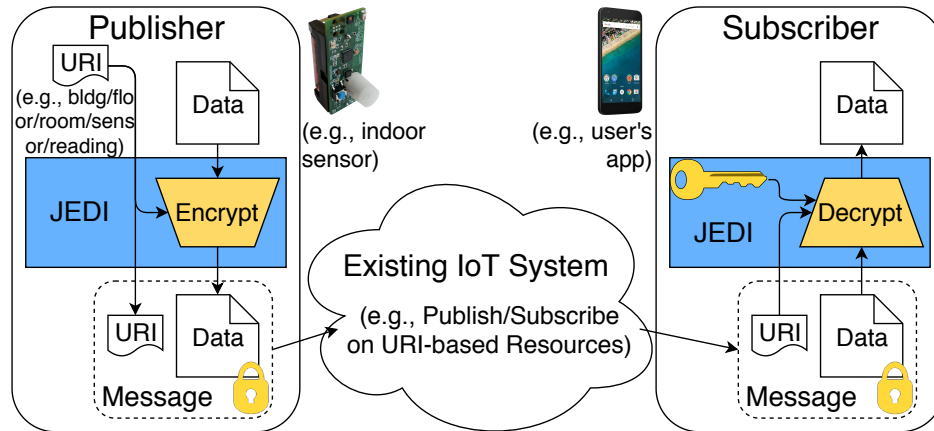 Publisher
URI
(e.g., bldg/flo
or/room/sens
or/reading)
Data
JEDI
Encrypt
URI
Data
Message
(e.g., indoor
sensor)
Existing IoT System
(e.g., Publish/Subscribe
on URI-based Resources)
(e.g., user's
app)
Subscriber
Data
JEDI
Decrypt
URI
Data
Message